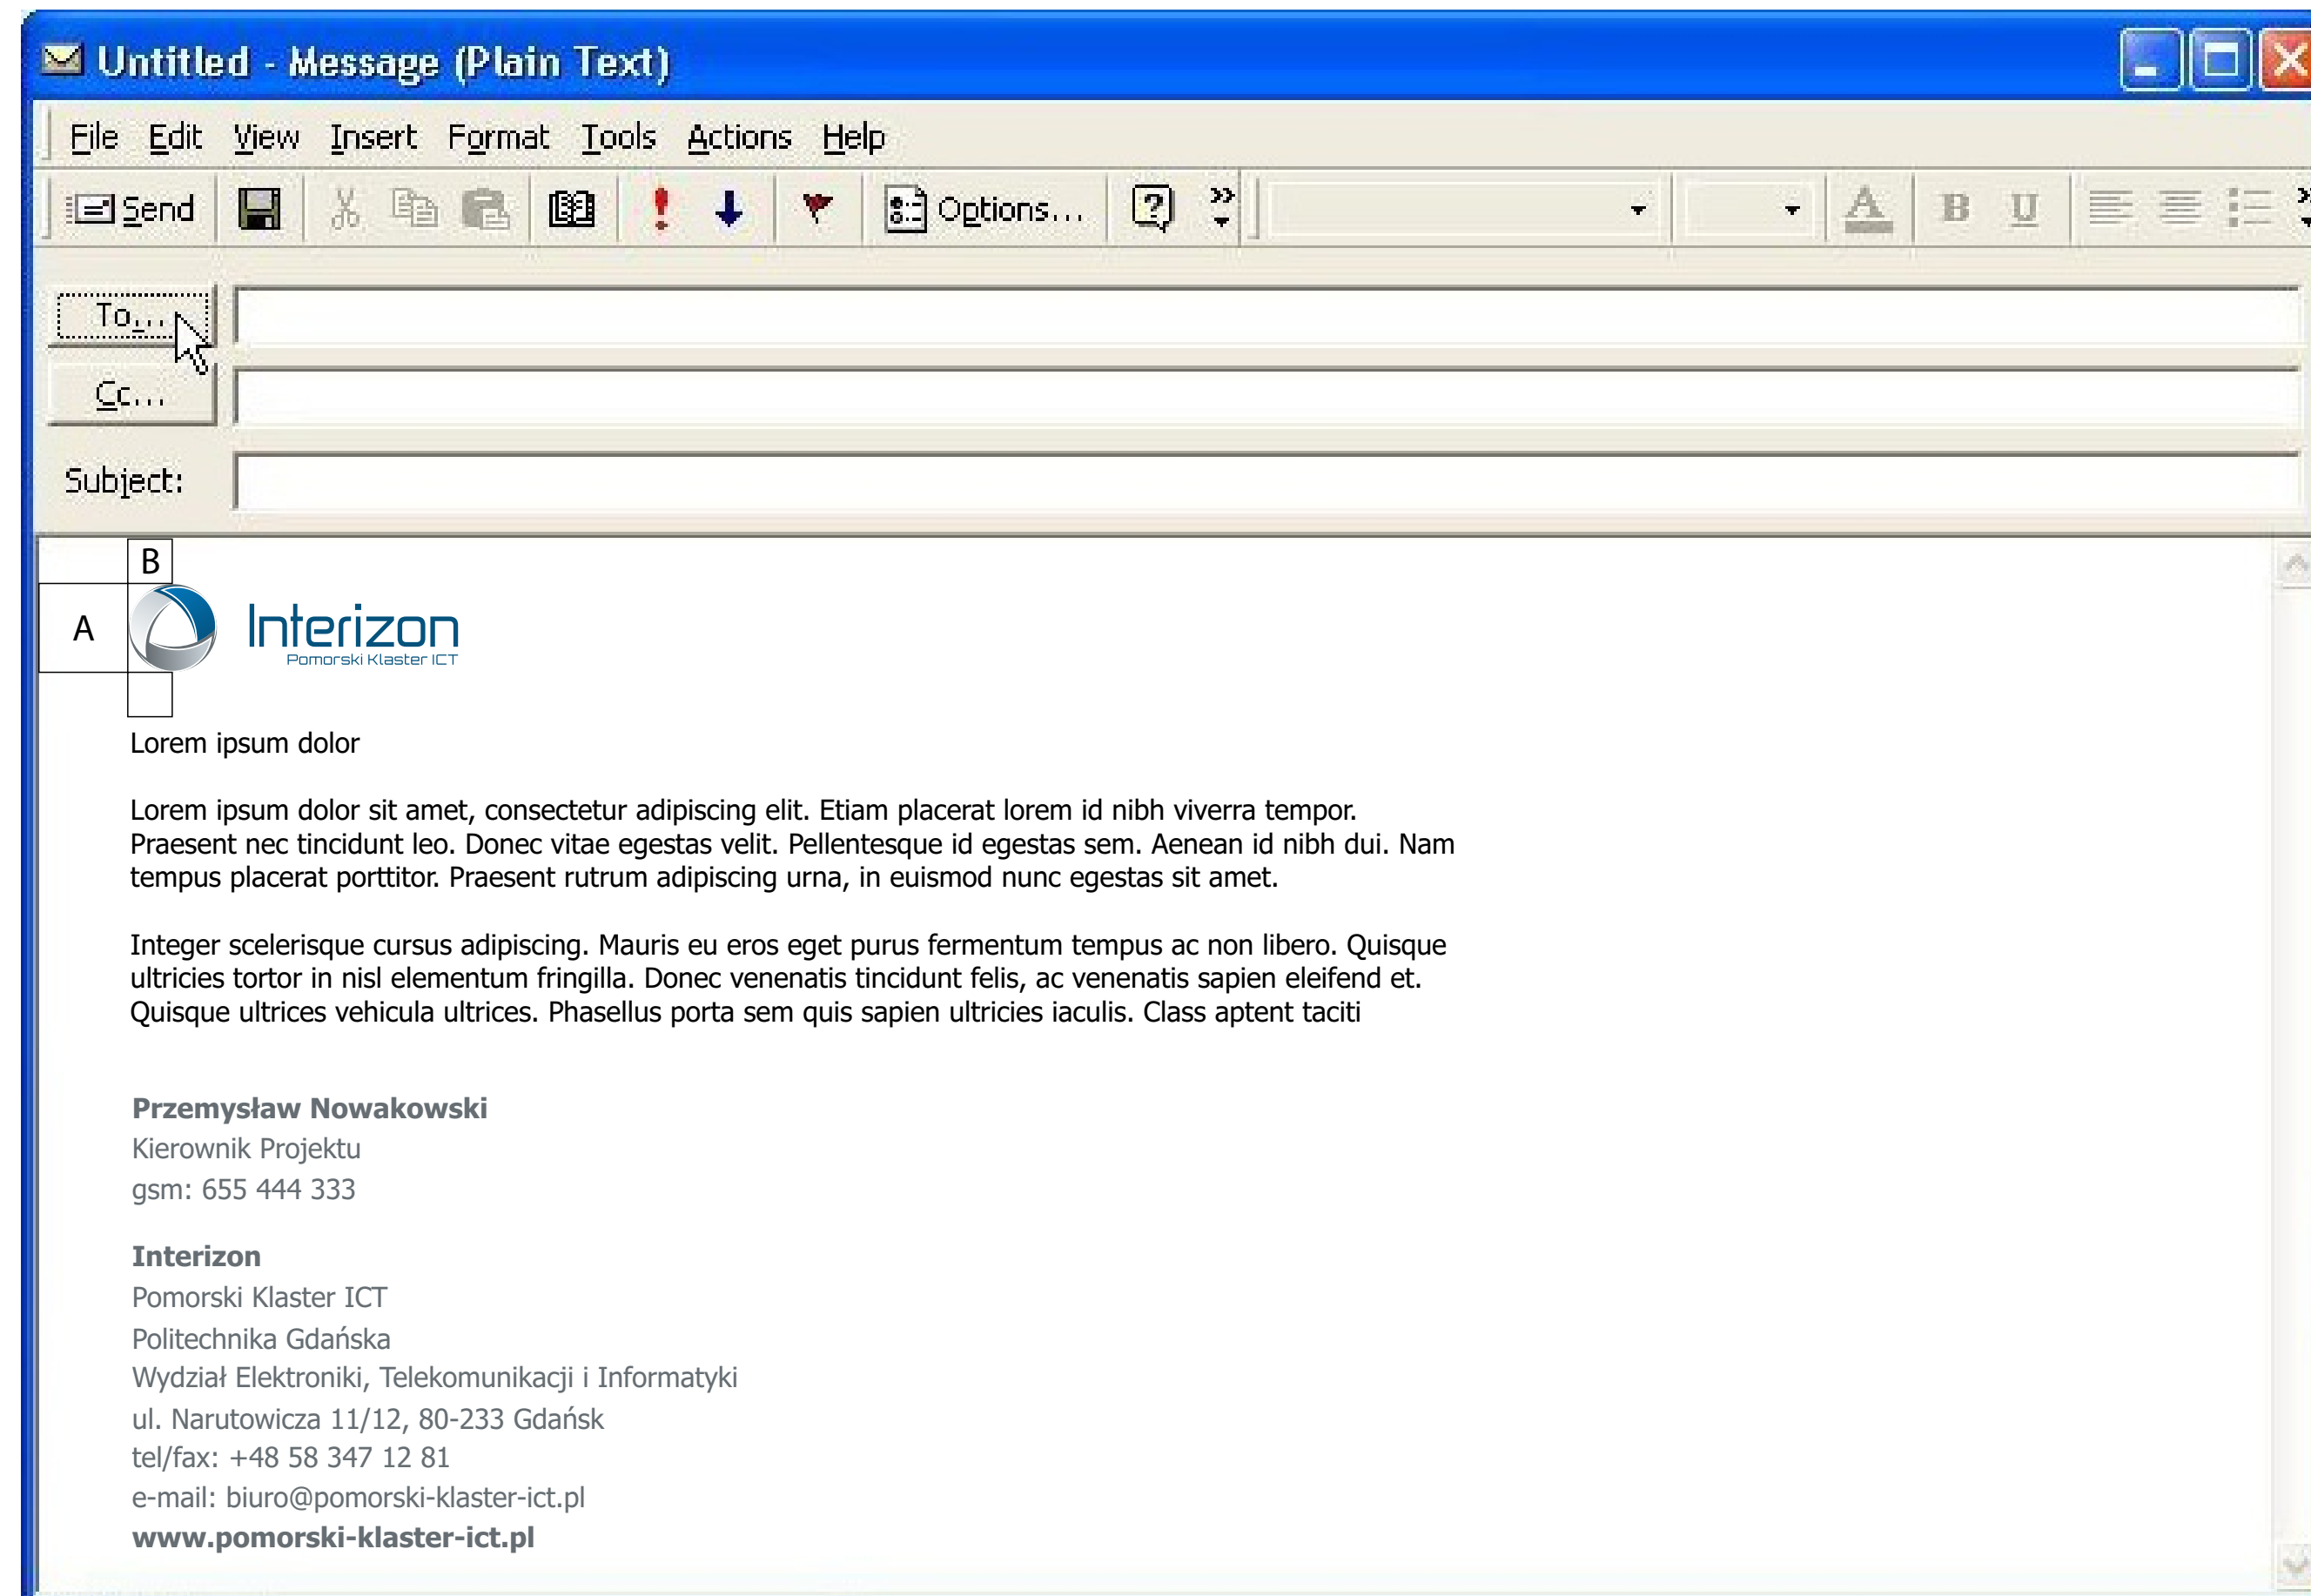 Untitled - Message (Plain Text)
File Edit View Insert Format Tools Actions Help
Send Options... A B U
To...
Cc...
Subject:
B
A
Interizon
Pomorski Klaster ICT
Lorem ipsum dolor
Lorem ipsum dolor sit amet, consectetur adipiscing elit. Etiam placerat lorem id nibh viverra tempor.
Praesent nec tincidunt leo. Donec vitae egestas velit. Pellentesque id egestas sem. Aenean id nibh dui. Nam
tempus placerat porttitor. Praesent rutrum adipiscing urna, in euismod nunc egestas sit amet.
Integer scelerisque cursus adipiscing. Mauris eu eros eget purus fermentum tempus ac non libero. Quisque
ultricies tortor in nisl elementum fringilla. Donec venenatis tincidunt felis, ac venenatis sapien eleifend et.
Quisque ultrices vehicula ultrices. Phasellus porta sem quis sapien ultricies iaculis. Class aptent taciti
Przemysław Nowakowski
Kierownik Projektu
gsm: 655 444 333
Interizon
Pomorski Klaster ICT
Politechnika Gdańska
Wydział Elektroniki, Telekomunikacji i Informatyki
ul. Narutowicza 11/12, 80-233 Gdańsk
tel/fax: +48 58 347 12 81
e-mail: biuro@pomorski-klaster-ict.pl
www.pomorski-klaster-ict.pl